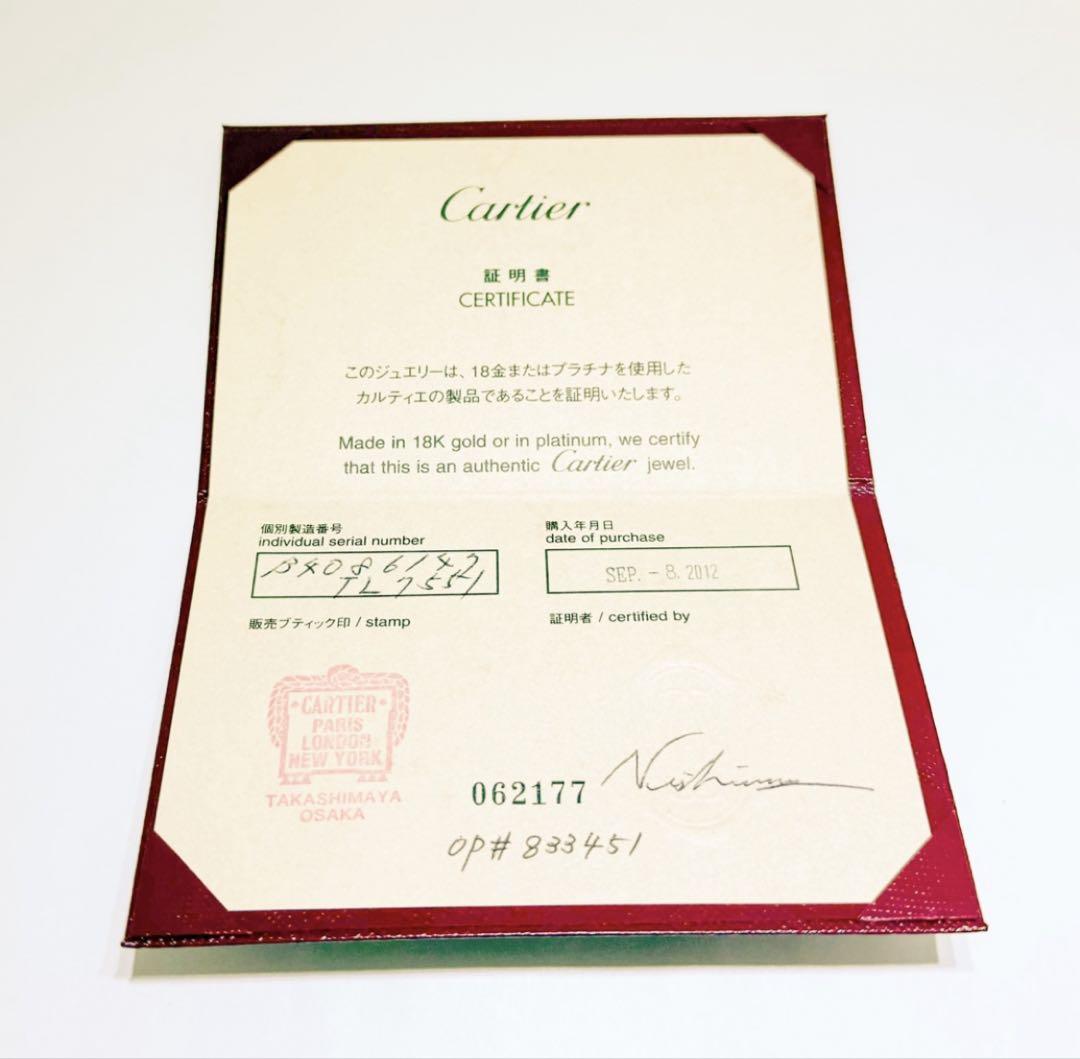 Cartier
証明書
CERTIFICATE
このジュエリーは、18金またはプラチナを使用した
カルティエの製品であることを証明いたします。
Made in 18K gold or in platinum, we certify
that this is an authentic Cartier jewel.
個別製造番号
individual serial number
B4086147
TL7551
購入年月日
date of purchase
SEP. - 8. 2012
販売ブティック印 / stamp
証明者 / certified by
CARTIER
PARIS
LONDON
NEW YORK
TAKASHIMAYA
OSAKA
062177
OP# 833451